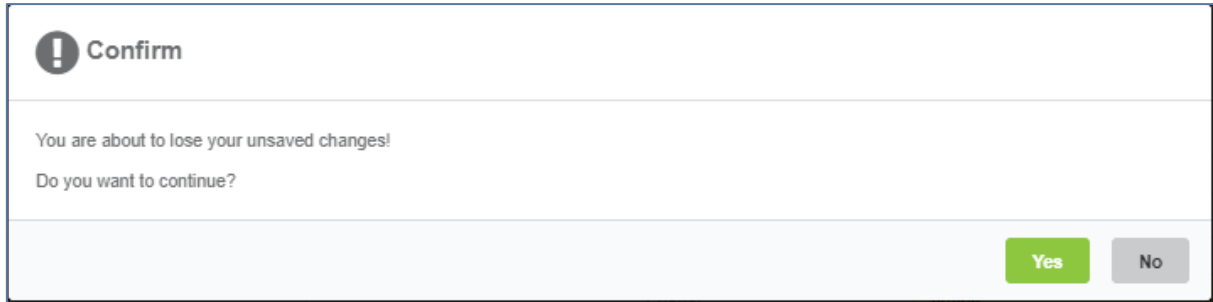 Confirm
You are about to lose your unsaved changes!
Do you want to continue?
Yes No